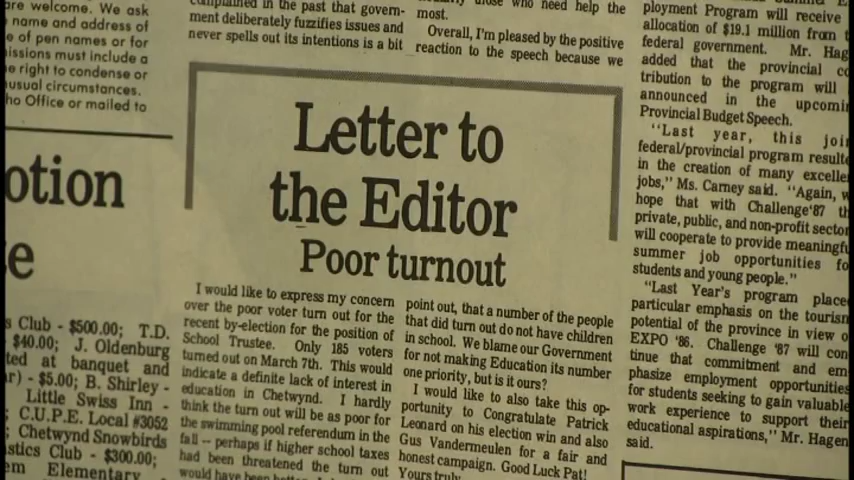 are welcome. We ask
name and address of
of pen names or for
issions must include a
e right to condense or
usual circumstances.
ho Office or mailed to
otion
e
s Club - $500.00; T.D.
$40.00; J. Oldenburg
ted at banquet and
ar) - $5.00; B. Shirley -
Little Swiss Inn -
; C.U.P.E. Local #3052
; Chetwynd Snowbirds
stics Club - $300.00;
em Elementary
complained in the past that govern-
ment deliberately fuzzifies issues and
never spells out its intentions is a bit
those who need help the
most.
Overall, I'm pleased by the positive
reaction to the speech because we
Letter to
the Editor
Poor turnout
I would like to express my concern
over the poor voter turn out for the
recent by-election for the position of
School Trustee. Only 185 voters
turned out on March 7th. This would
indicate a definite lack of interest in
education in Chetwynd. I hardly
think the turn out will be as poor for
the swimming pool referendum in the
fall -- perhaps if higher school taxes
had been threatened the turn out
would have been
point out, that a number of the people
that did turn out do not have children
in school. We blame our Government
for not making Education its number
one priority, but is it ours?
I would like to also take this op-
portunity to Congratulate Patrick
Leonard on his election win and also
Gus Vandermeulen for a fair and
honest campaign. Good Luck Pat!
Yours truly
ployment Program will receive
allocation of $19.1 million from t
federal government. Mr. Hag
added that the provincial co
tribution to the program will
announced in the upcomin
Provincial Budget Speech.
"Last year, this join
federal/provincial program resulte
in the creation of many excelle
jobs," Ms. Carney said. "Again, w
hope that with Challenge '87 th
private, public, and non-profit sector
will cooperate to provide meaningfu
summer job opportunities fo
students and young people."
"Last Year's program place
particular emphasis on the tourism
potential of the province in view o
EXPO '86. Challenge '87 will con
tinue that commitment and em
phasize employment opportunities
for students seeking to gain valuable
work experience to support their
educational aspirations," Mr. Hagen
said.